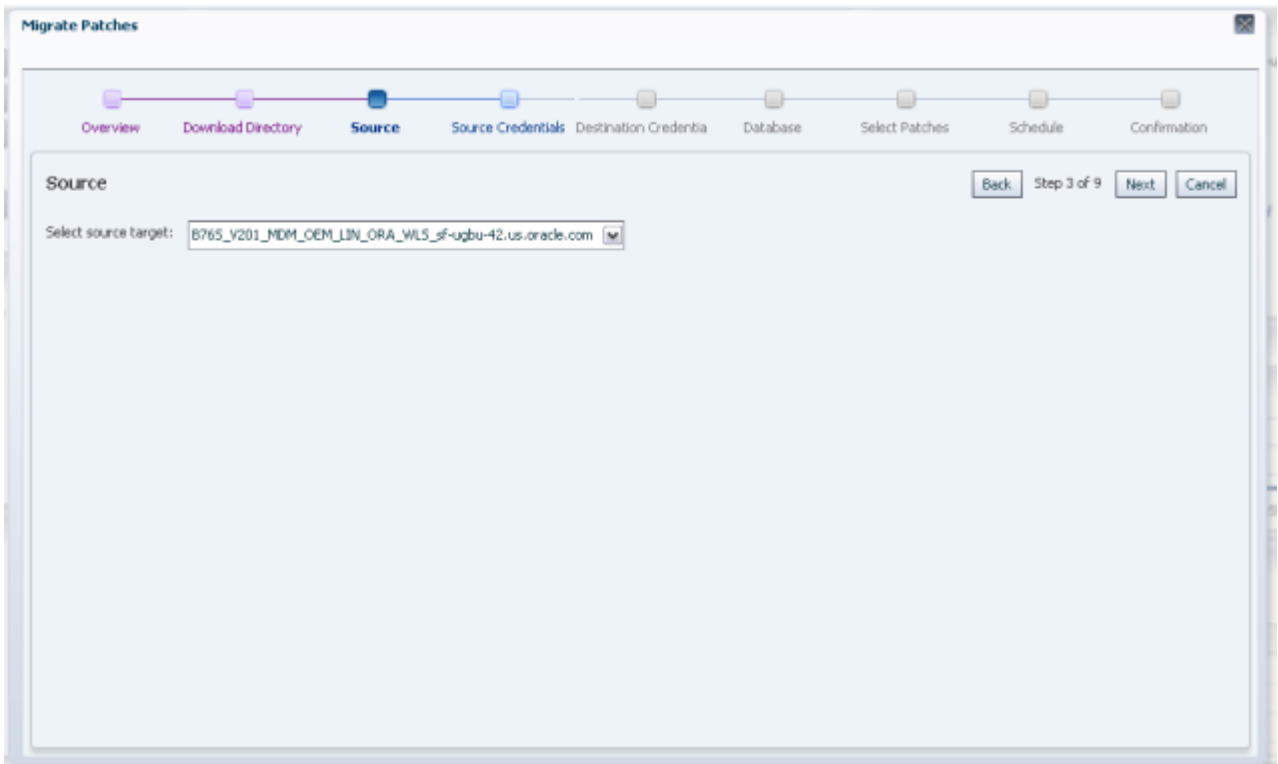 Migrate Patches
Overview Download Directory Source Source Credentials Destination Credentia Database Select Patches Schedule Confirmation
Source Back Step 3 of 9 Next Cancel
Select source target: B765_V201_MDM_OEM_LIN_ORA_WLS_sf-ugbu-42.us.oracle.com